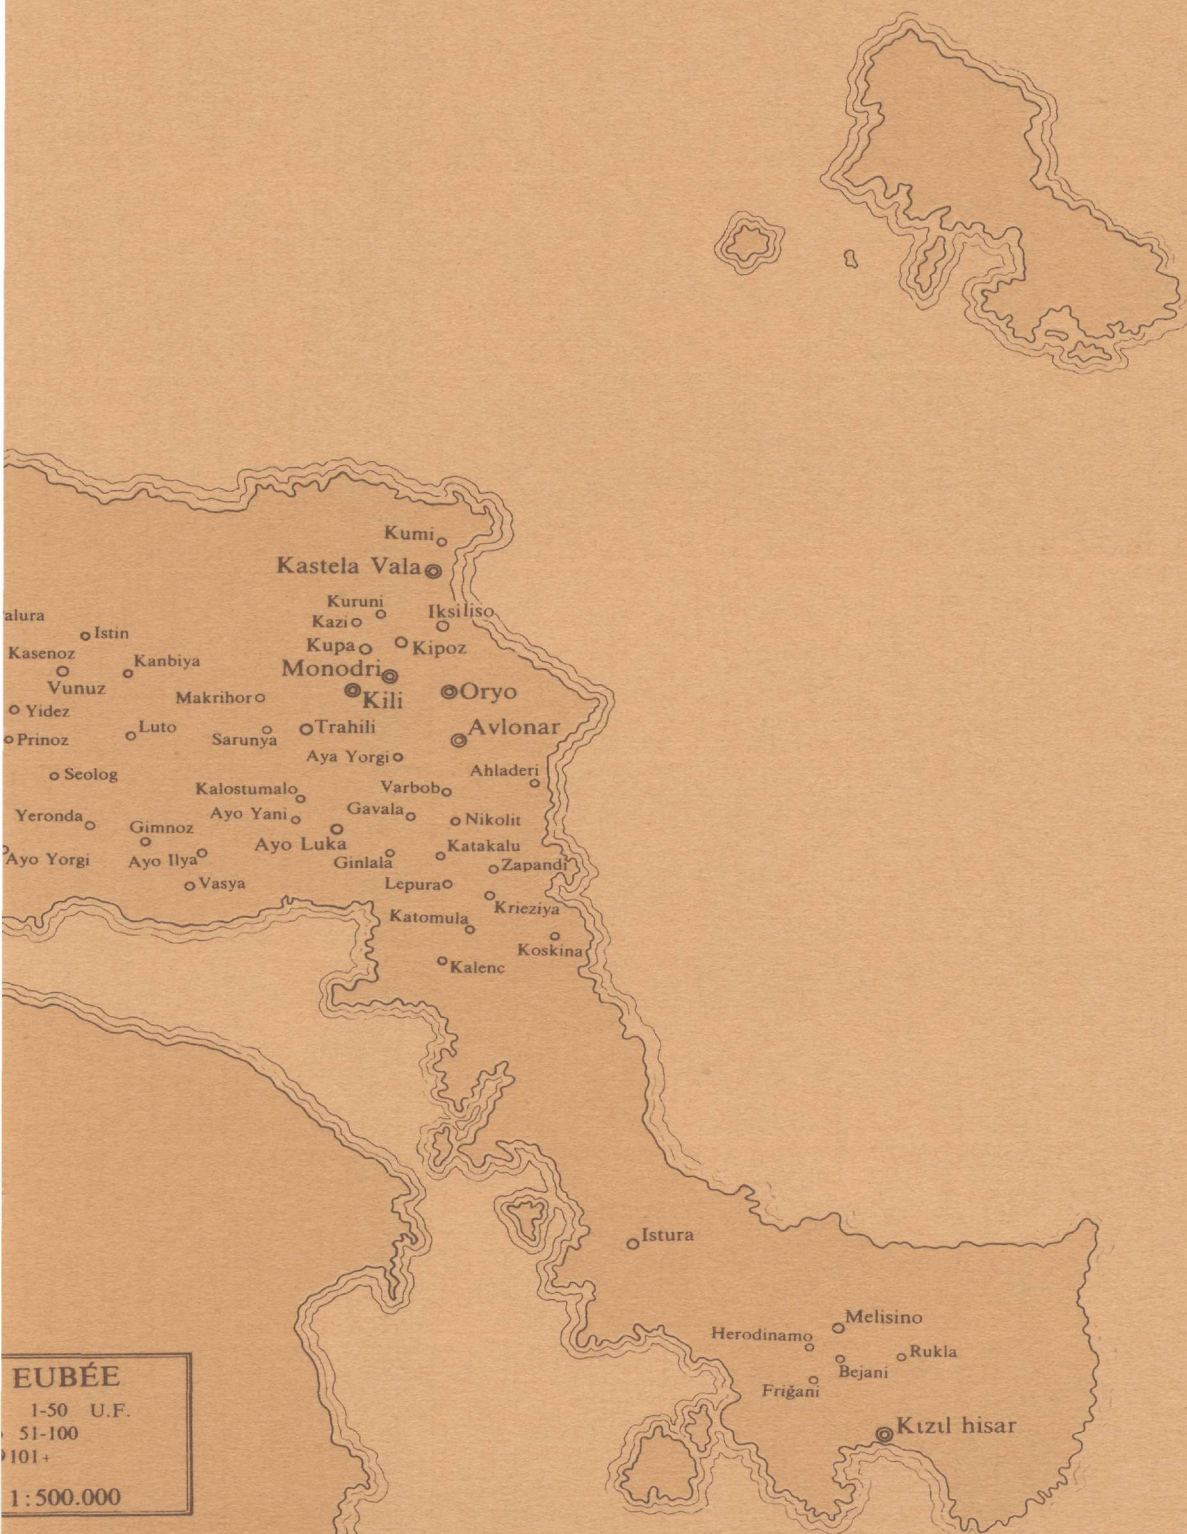 Kumi
Kastela Vala
Kuruni
Iksiliso
alura
Kazi
Istin
Kupa
Kipoz
Kasenoz
Kanbiya
Monodri
Vunuz
Makrihor
Kili
Oryo
Yidez
Luto
Trahili
Avlonar
Prinoz
Sarunya
Aya Yorgi
Seolog
Ahladeri
Kalostumalo
Varbob
Yeronda
Gimnoz
Ayo Yani
Gavala
Nikolit
Ayo Luka
Katakalu
Ayo Yorgi
Ayo Ilya
Ginlala
Zapandi
Vasya
Lepura
Krieziya
Katomula
Koskina
Kalenc
Istura
Melisino
Herodinamo
Rukla
Bejani
Friğani
Kızıl hisar
EUBÉE
1-50 U.F.
51-100
101+
1:500.000